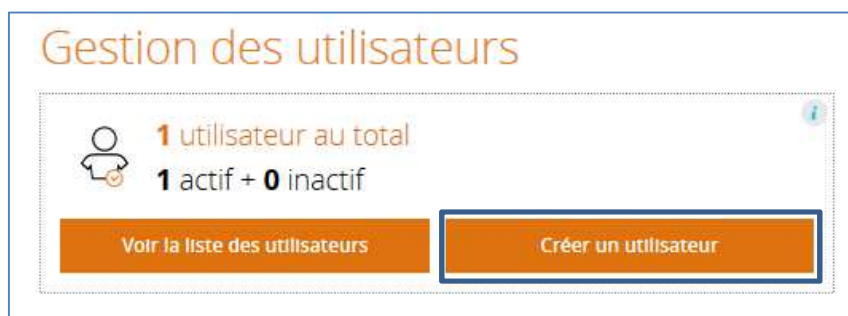 Gestion des utilisateurs
i
1 utilisateur au total
1 actif + 0 inactif
Voir la liste des utilisateurs
Créer un utilisateur